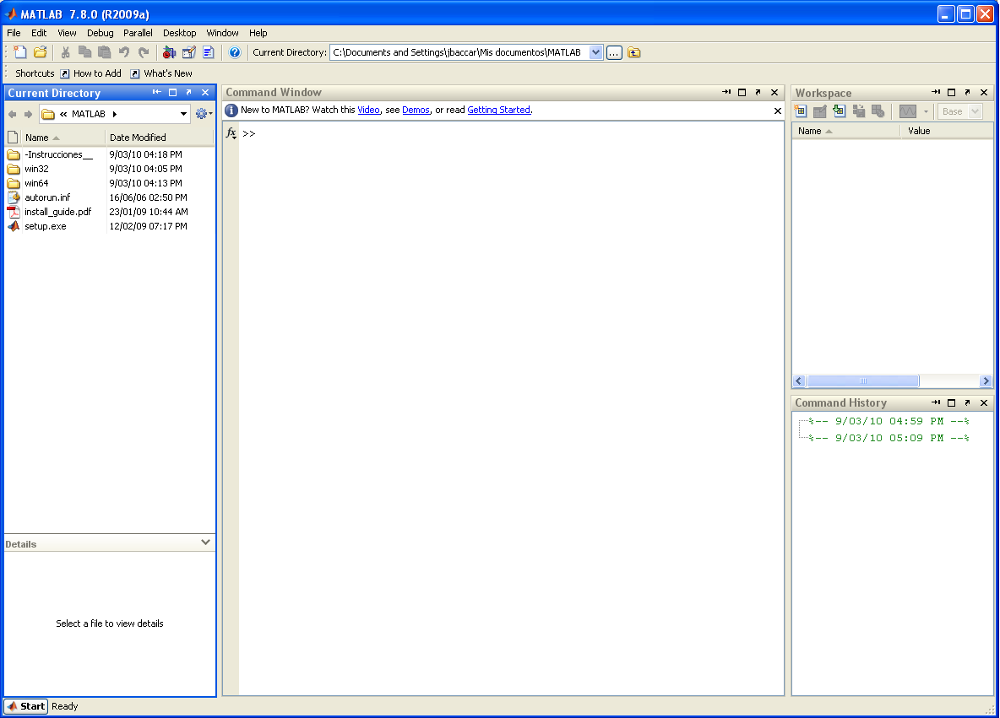 MATLAB 7.8.0 (R2009a)
File Edit View Debug Parallel Desktop Window Help
Current Directory: C:\Documents and Settings\jbaccar\Mis documentos\MATLAB ...
Shortcuts How to Add What's New
Current Directory
« MATLAB
Name Date Modified
-Instrucciones__ 9/03/10 04:18 PM
win32 9/03/10 04:05 PM
win64 9/03/10 04:13 PM
autorun.inf 16/06/06 02:50 PM
install_guide.pdf 23/01/09 10:44 AM
setup.exe 12/02/09 07:17 PM
Details
Select a file to view details
Command Window
New to MATLAB? Watch this Video, see Demos, or read Getting Started.
fx >>
Workspace
Base
Name Value
Command History
%-- 9/03/10 04:59 PM --%
%-- 9/03/10 05:09 PM --%
Start Ready